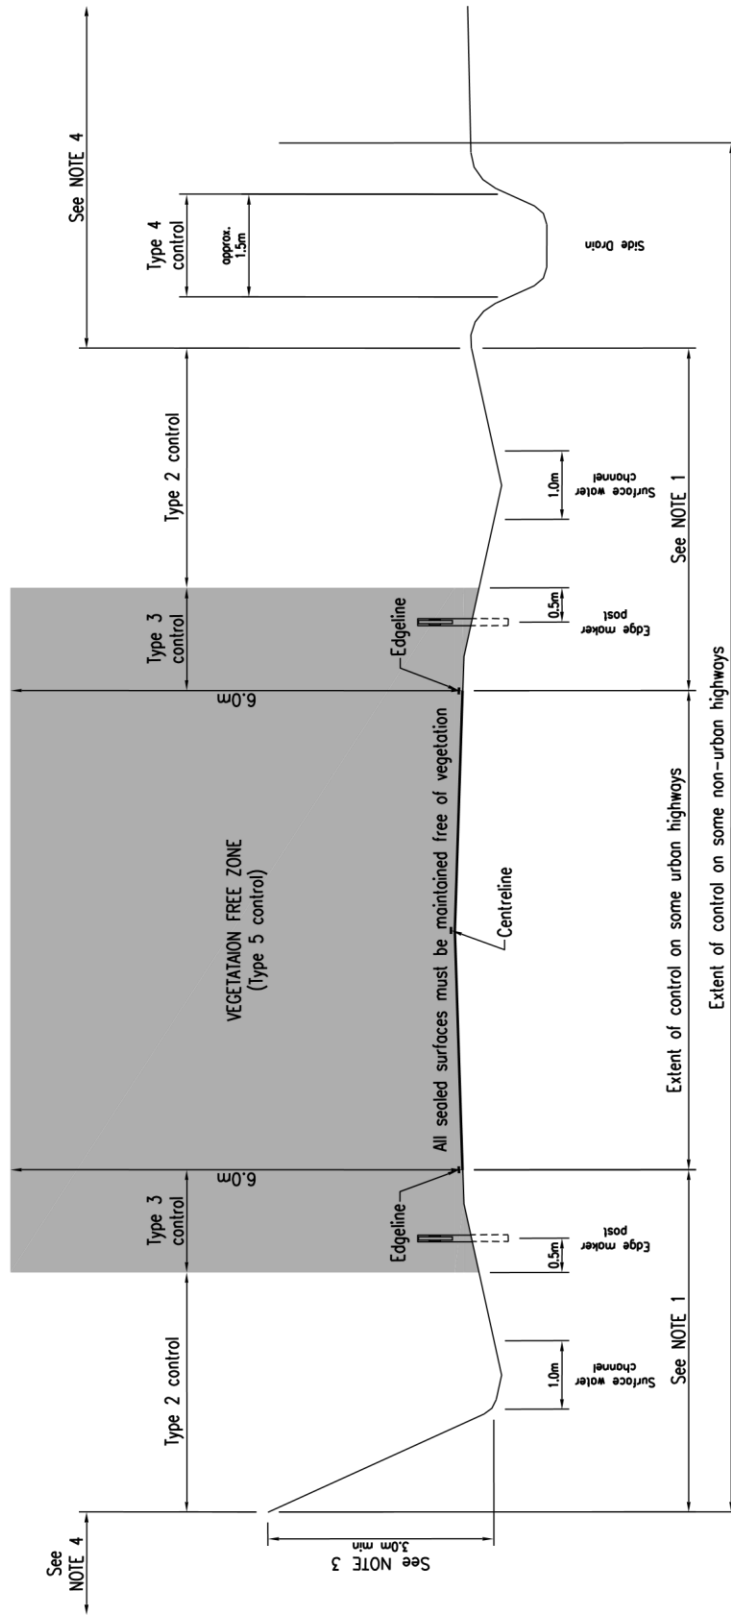 See
NOTE 4
See NOTE 4
Type 2 control
Type 3
control
Type 3
control
Type 2 control
Type 4
control
approx.
1.5m
VEGETATAION FREE ZONE
(Type 5 control)
6.0m
6.0m
See NOTE 3
3.0m min
Edgeline
All sealed surfaces must be maintained free of vegetation
Edgeline
Centreline
1.0m
Surface water
channel
0.5m
Edge maker
post
0.5m
Edge maker
post
1.0m
Surface water
channel
Side Drain
See NOTE 1
Extent of control on some urban highways
See NOTE 1
Extent of control on some non-urban highways